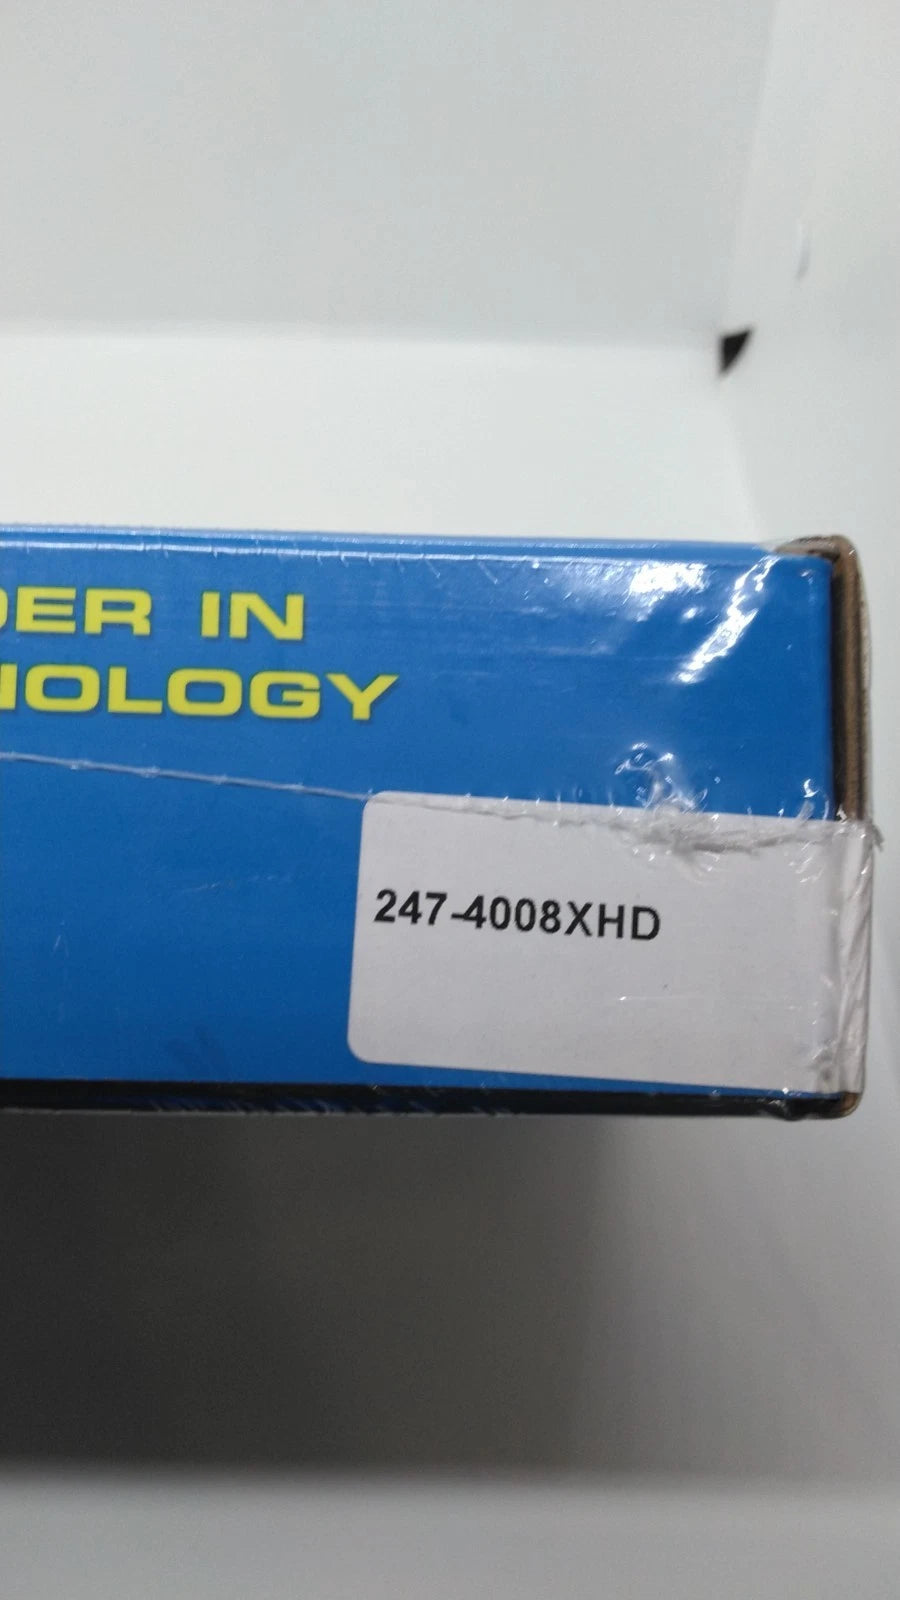 DER IN
NOLOGY
247-4008XHD